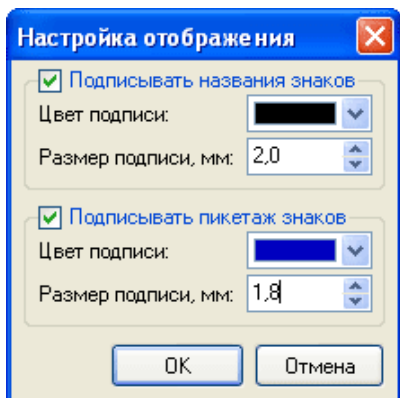 Настройка отображения
Подписывать названия знаков
Цвет подписи:
Размер подписи, мм: 2,0
Подписывать пикетаж знаков
Цвет подписи:
Размер подписи, мм: 1,8
OK Отмена